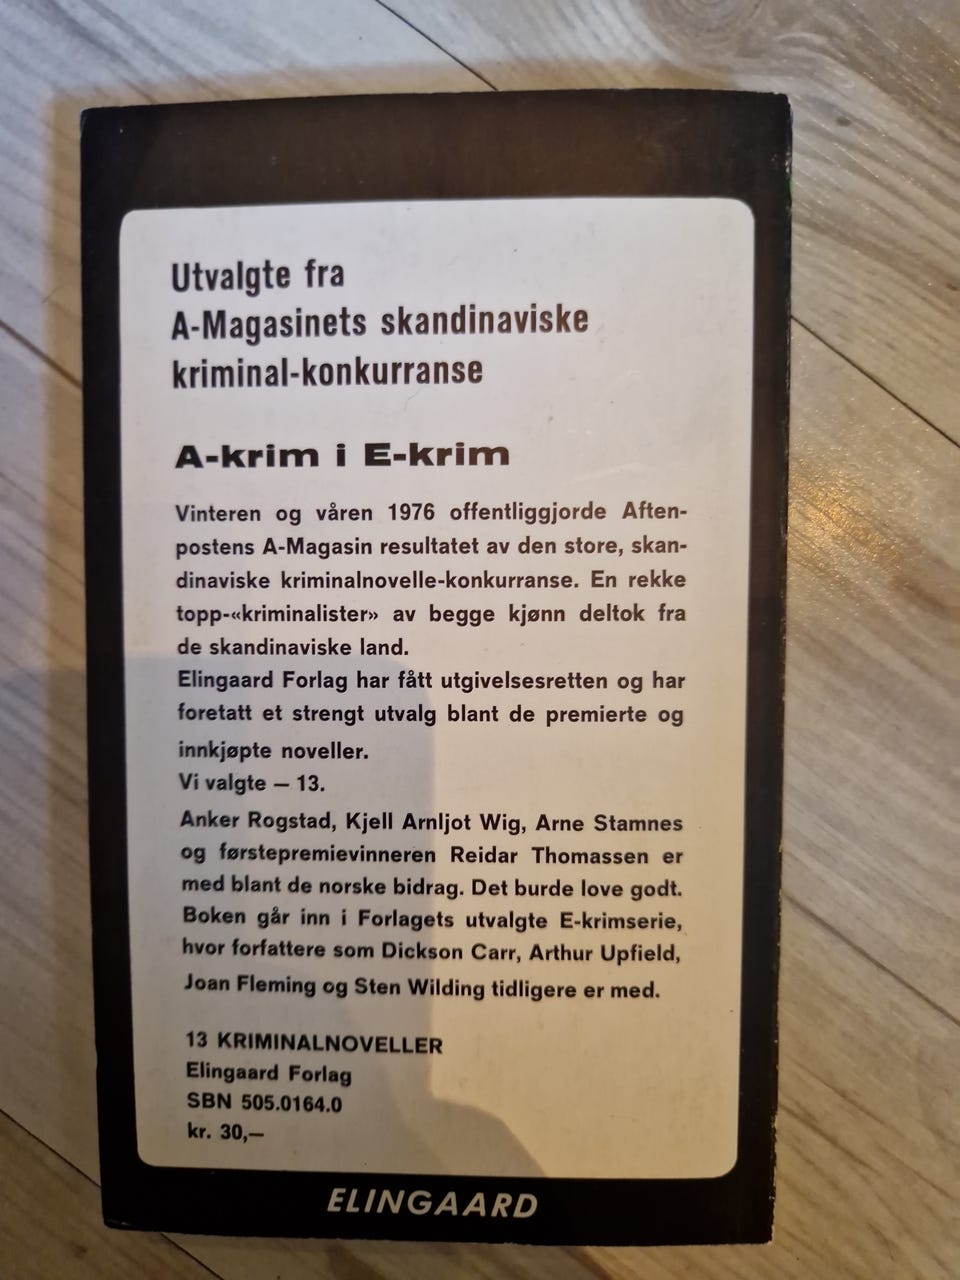 Utvalgte fra
A-Magasinets skandinaviske
kriminal-konkurranse
A-krim i E-krim
Vinteren og våren 1976 offentliggjorde Aften-
postens A-Magasin resultatet av den store, skan-
dinaviske kriminalnovelle-konkurranse. En rekke
topp-«kriminalister» av begge kjønn deltok fra
de skandinaviske land.
Elingaard Forlag har fått utgivelsesretten og har
foretatt et strengt utvalg blant de premierte og
innkjøpte noveller.
Vi valgte — 13.
Anker Rogstad, Kjell Arnljot Wig, Arne Stamnes
og førstepremievinneren Reidar Thomassen er
med blant de norske bidrag. Det burde love godt.
Boken går inn i Forlagets utvalgte E-krimserie,
hvor forfattere som Dickson Carr, Arthur Upfield,
Joan Fleming og Sten Wilding tidligere er med.
13 KRIMINALNOVELLER
Elingaard Forlag
SBN 505.0164.0
kr. 30,—
ELINGAARD